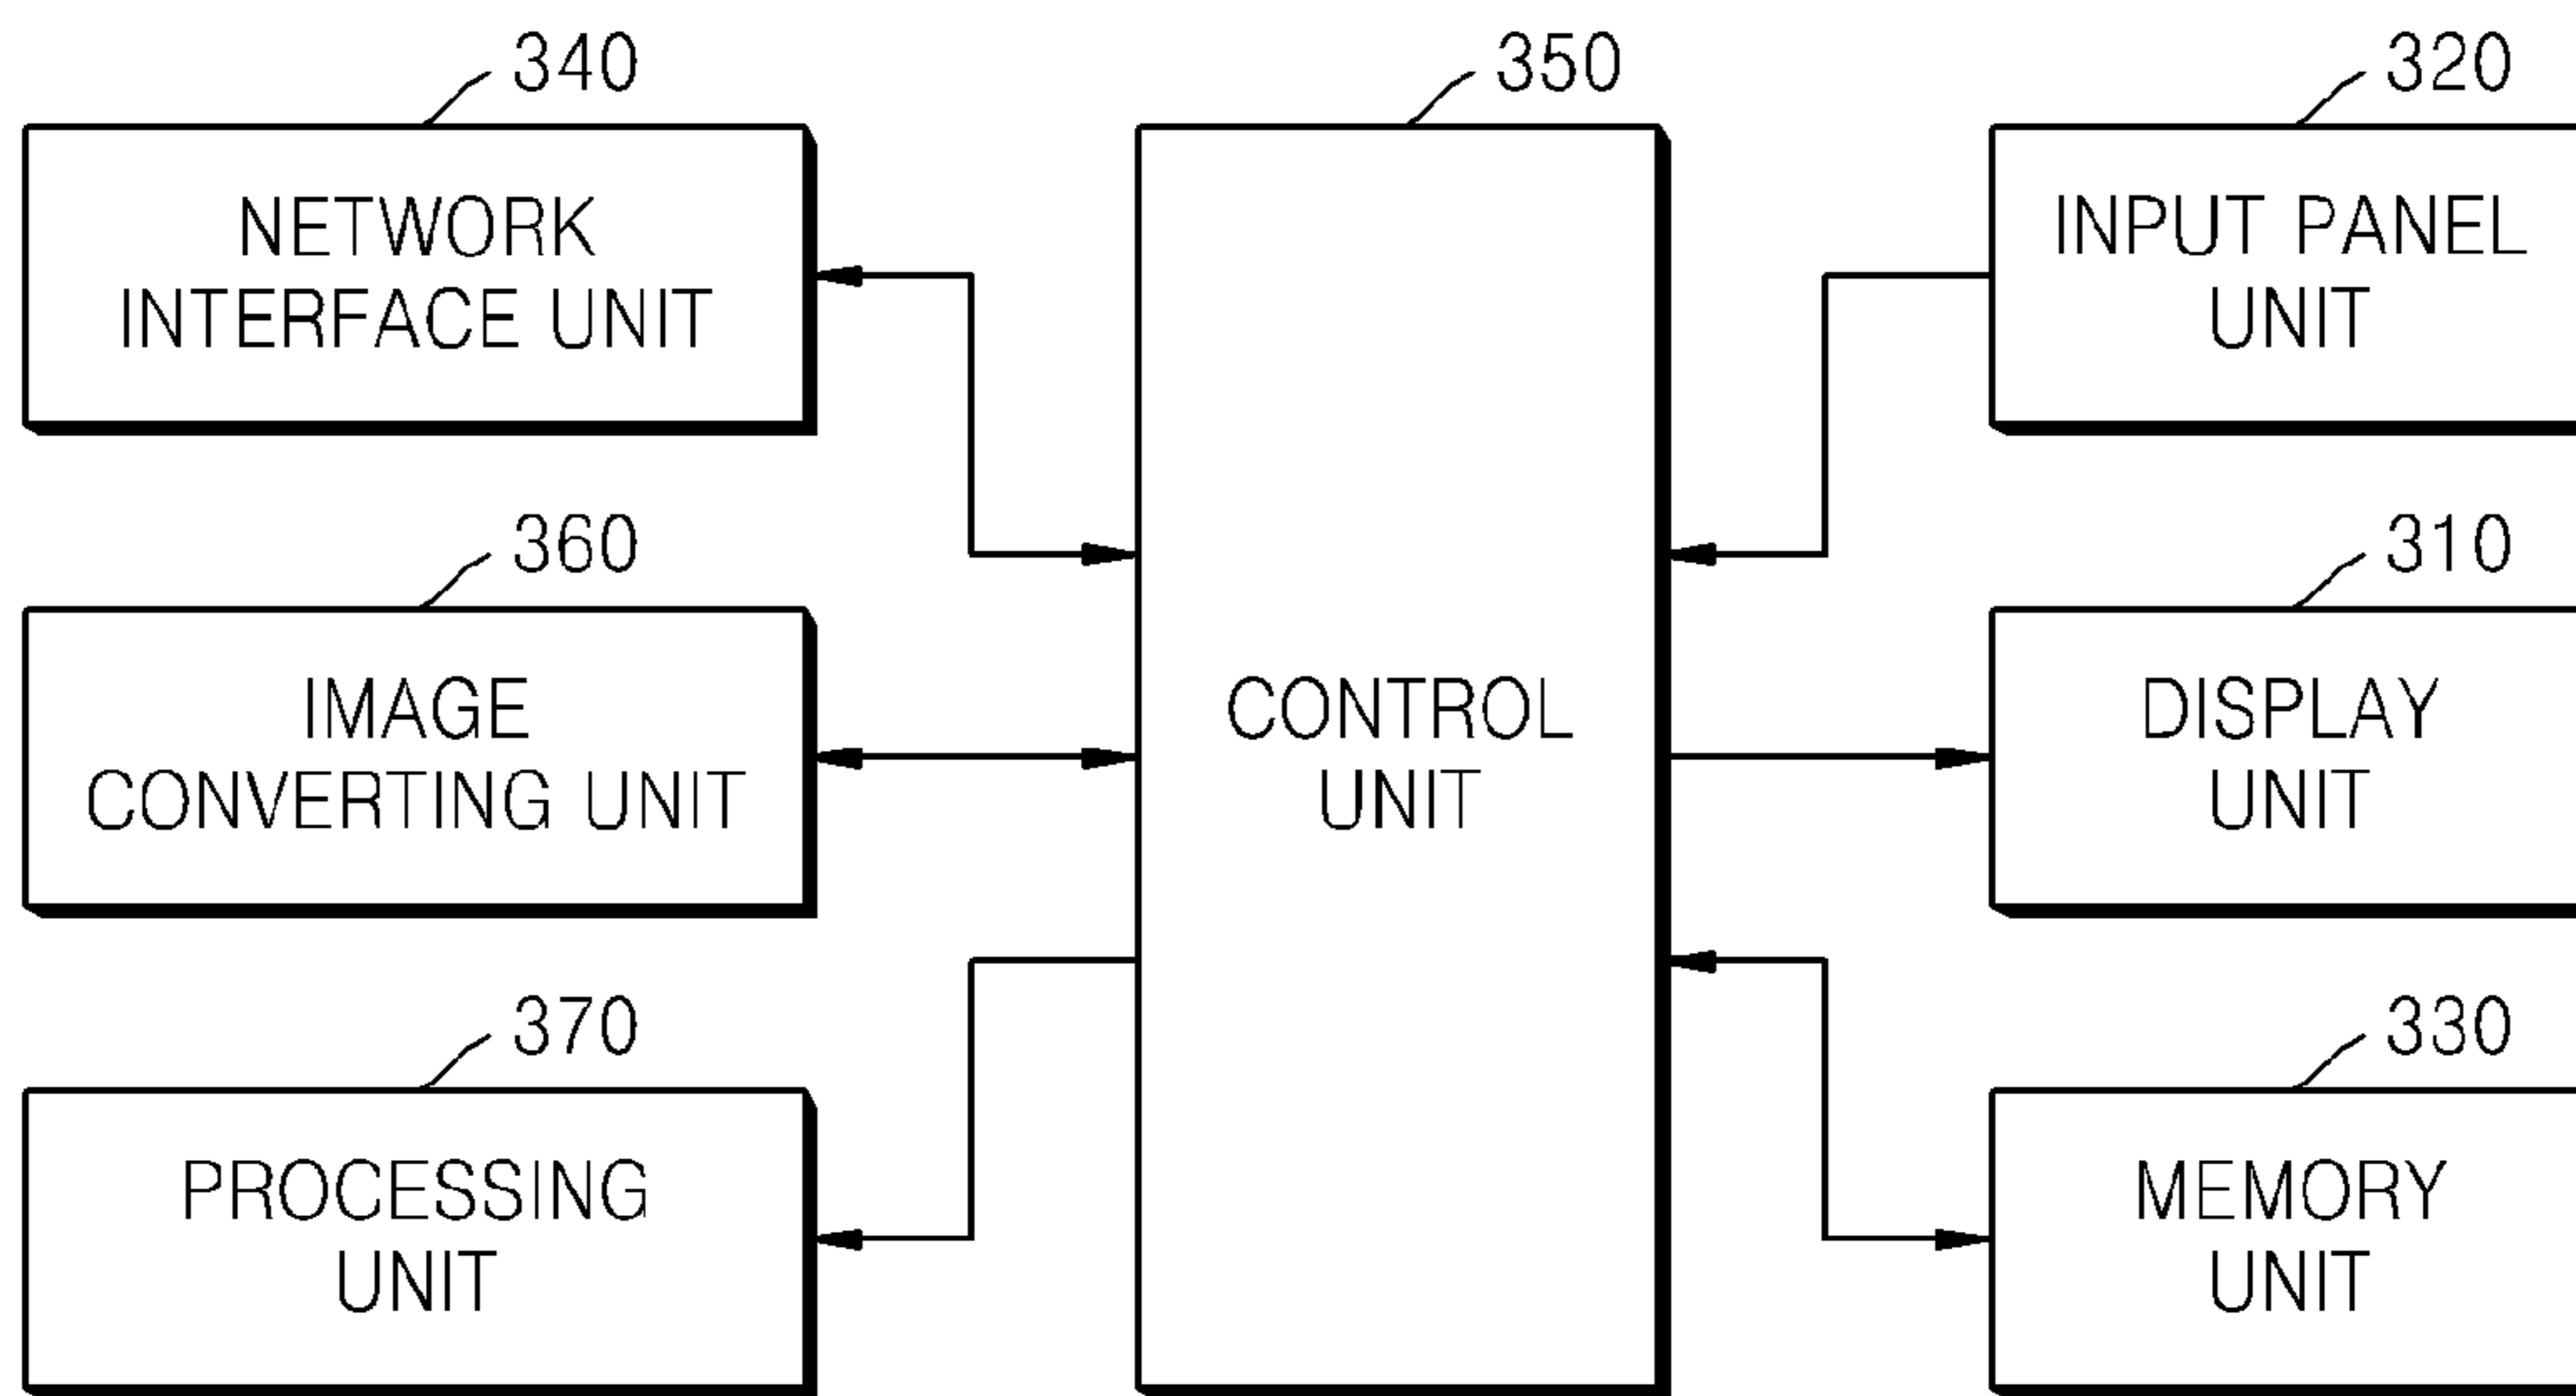 340
NETWORK
INTERFACE UNIT
350
CONTROL
UNIT
320
INPUT PANEL
UNIT
360
IMAGE
CONVERTING UNIT
310
DISPLAY
UNIT
370
PROCESSING
UNIT
330
MEMORY
UNIT